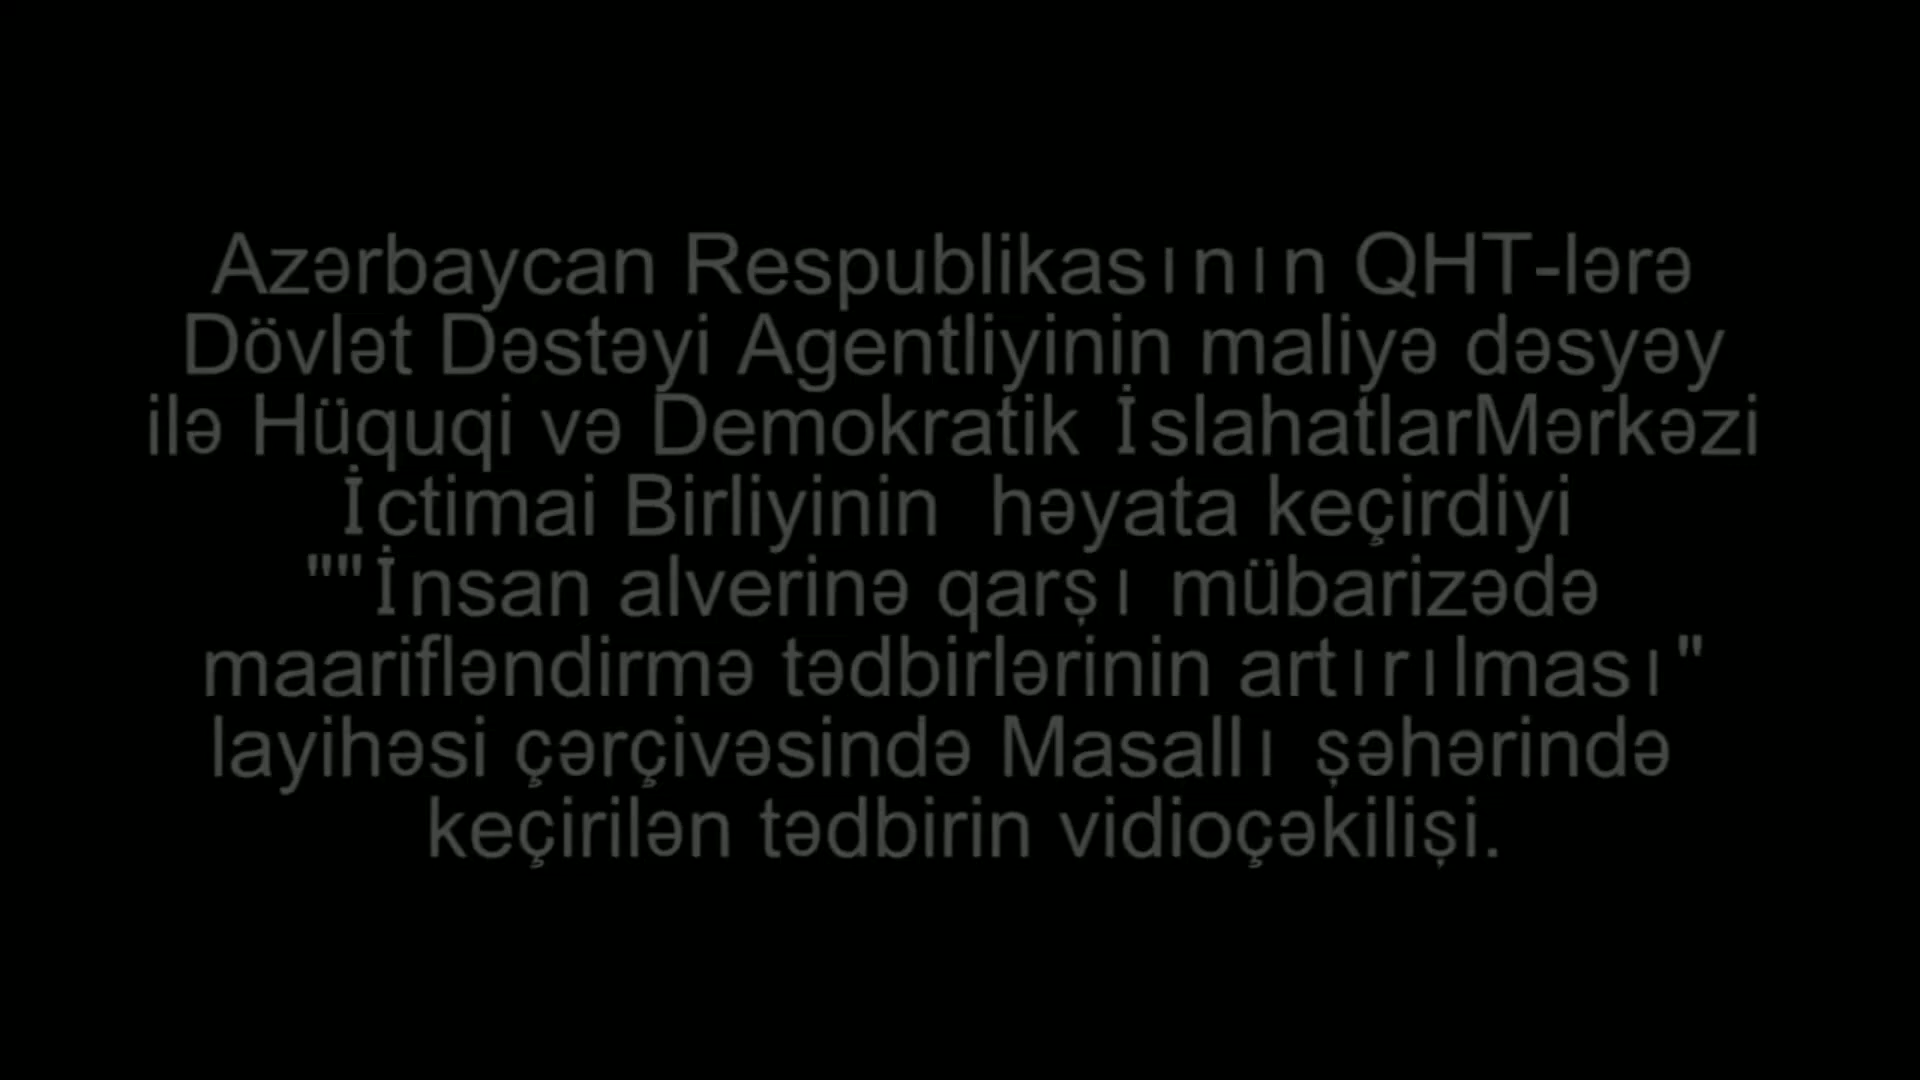 Azərbaycan Respublikasının QHT-lərə
Dövlət Dəstəyi Agentliyinin maliyə dəsyəy
ilə Hüquqi və Demokratik İslahatlarMərkəzi
İctimai Birliyinin  həyata keçirdiyi
""İnsan alverinə qarşı mübarizədə
maarifləndirmə tədbirlərinin artırılması"
layihəsi çərçivəsində Masallı şəhərində
keçirilən tədbirin vidioçəkilişi.